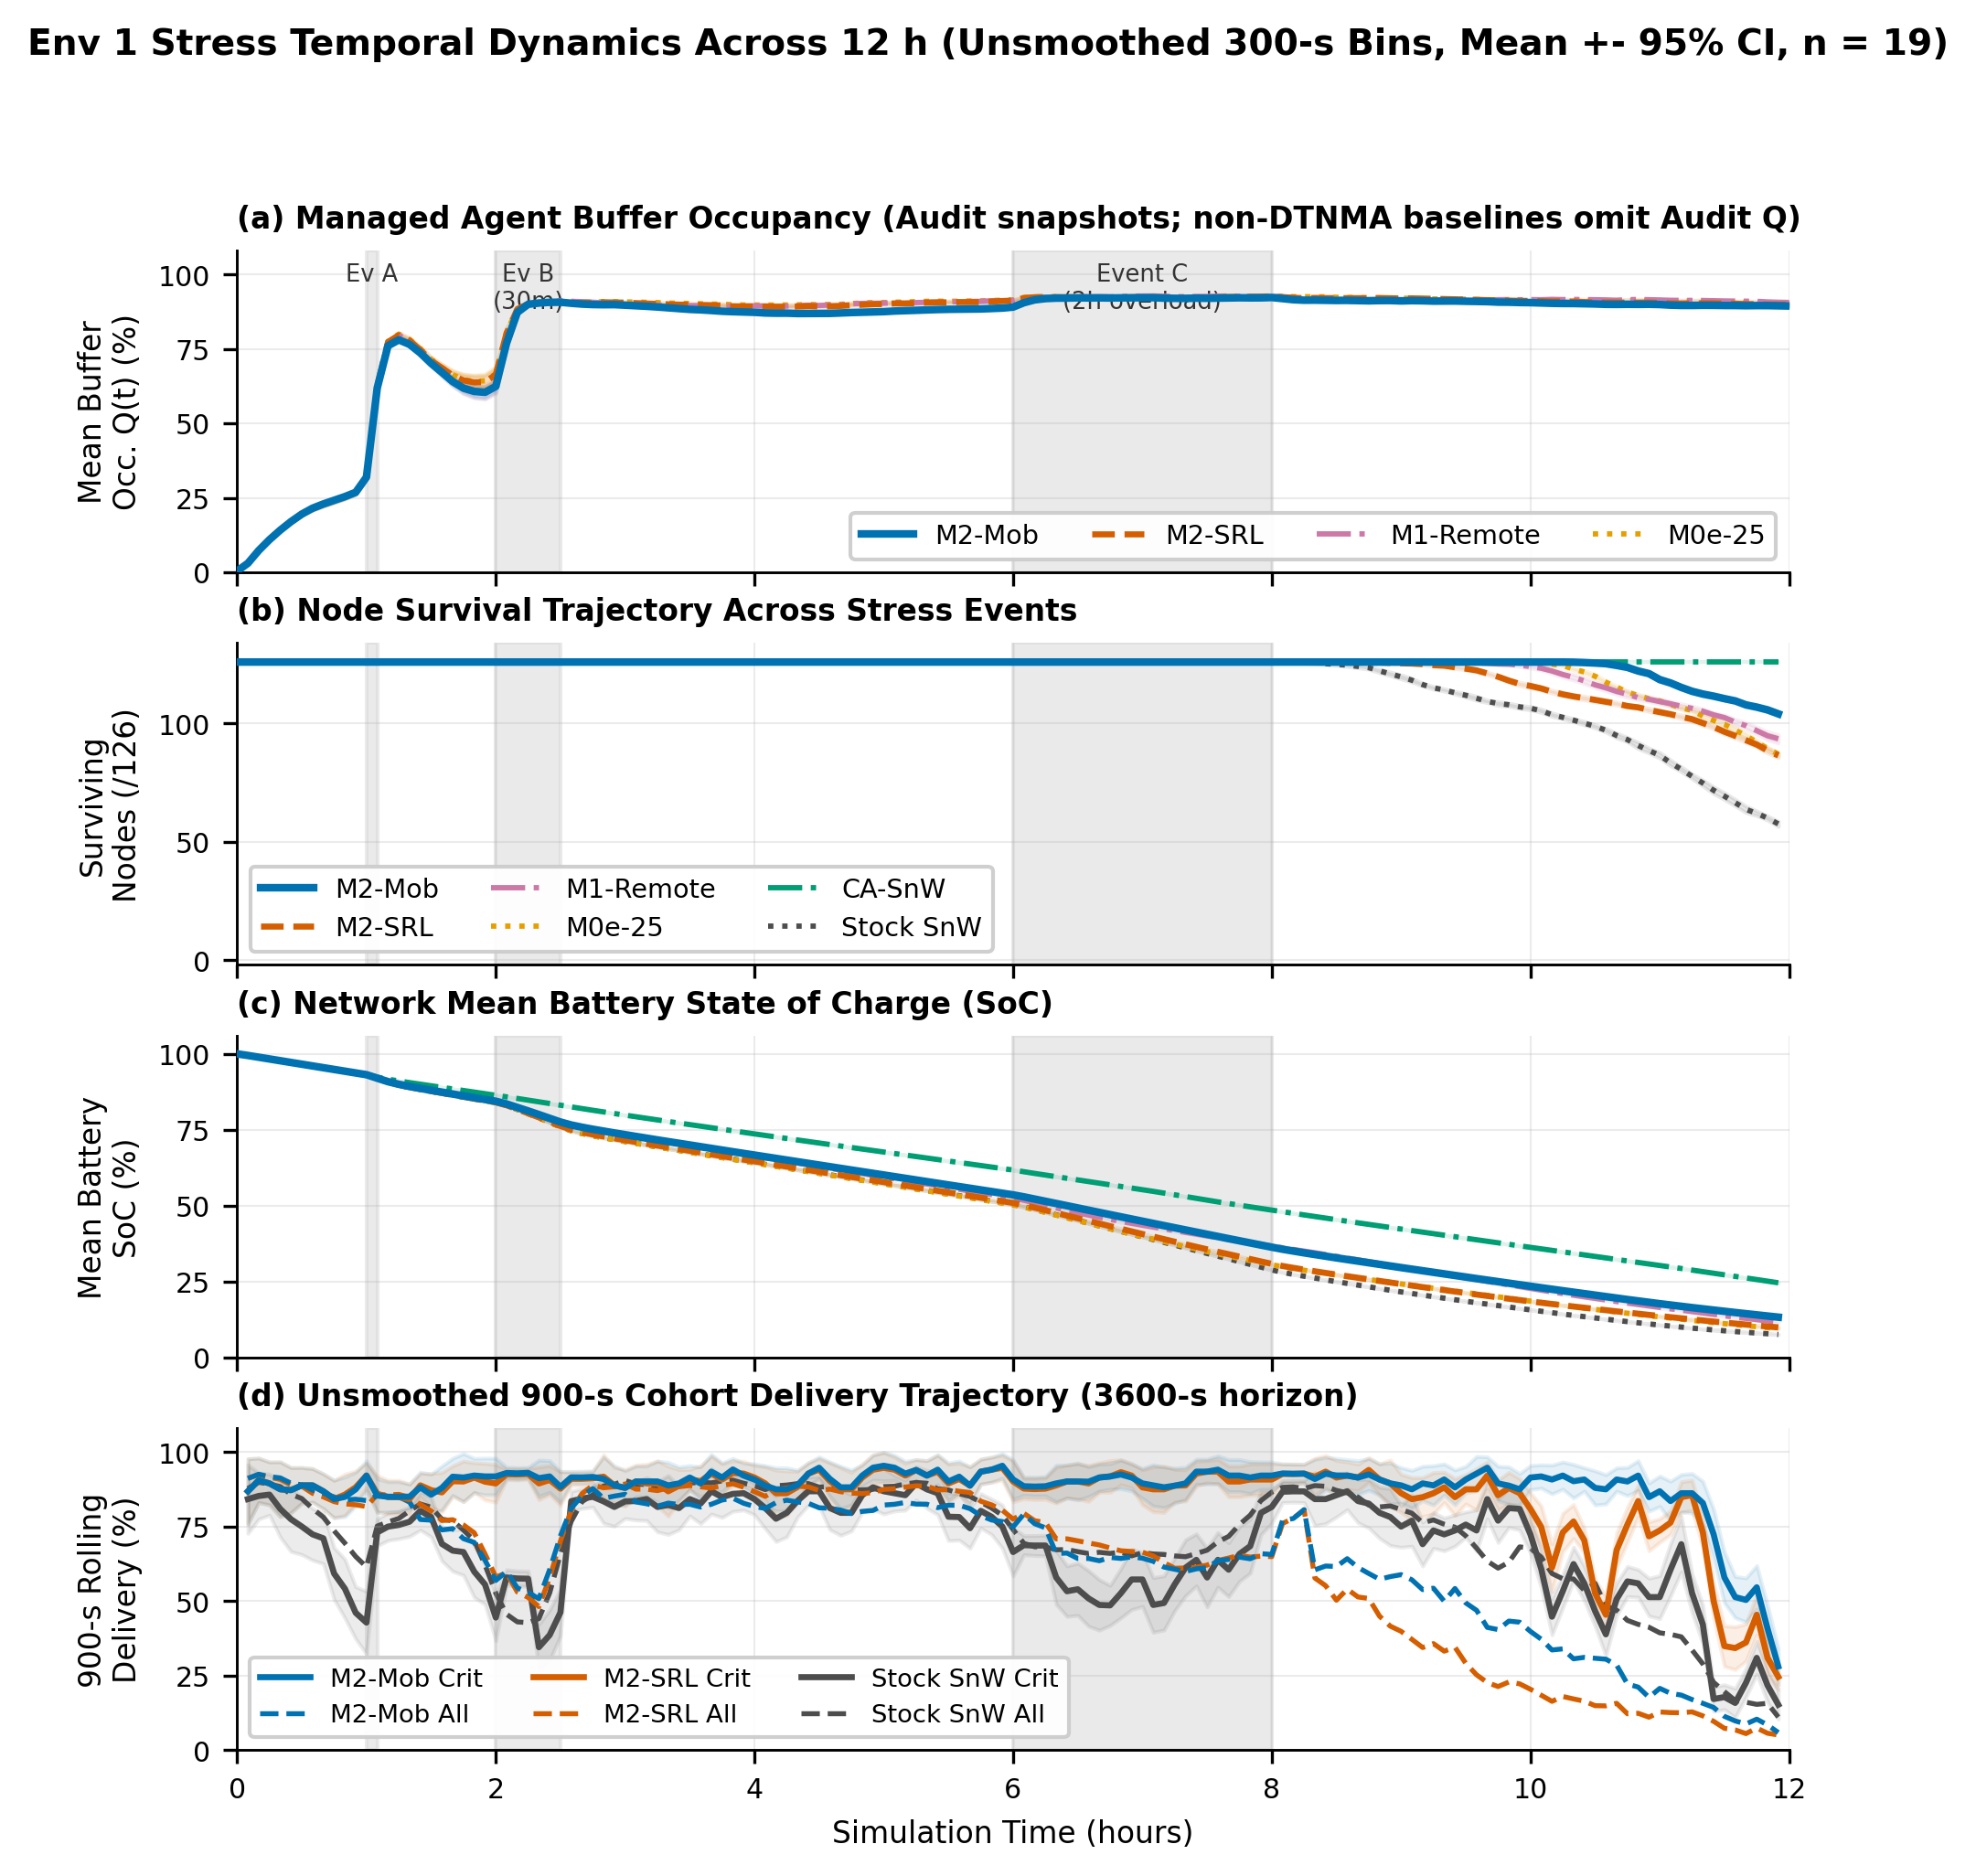 Env 1 Stress Temporal Dynamics Across 12 h (Unsmoothed 300-s Bins, Mean +- 95% CI, n = 19)
(a) Managed Agent Buffer Occupancy (Audit snapshots; non-DTNMA baselines omit Audit Q)
Mean Buffer
Occ. Q(t) (%)
100
75
50
25
0
Ev A
Ev B
(30m)
Event C
(2h overload)
M2-Mob
M2-SRL
M1-Remote
M0e-25
(b) Node Survival Trajectory Across Stress Events
Surviving
Nodes (/126)
100
50
0
M2-Mob
M1-Remote
CA-SnW
M2-SRL
M0e-25
Stock SnW
(c) Network Mean Battery State of Charge (SoC)
Mean Battery
SoC (%)
100
75
50
25
0
(d) Unsmoothed 900-s Cohort Delivery Trajectory (3600-s horizon)
900-s Rolling
Delivery (%)
100
75
50
25
0
M2-Mob Crit
M2-SRL Crit
Stock SnW Crit
M2-Mob All
M2-SRL All
Stock SnW All
0
2
4
6
8
10
12
Simulation Time (hours)